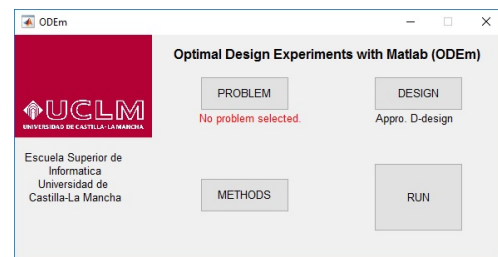 ODEm
Optimal Design Experiments with Matlab (ODEm)
PROBLEM
DESIGN
No problem selected.
Appro. D-design
UCLM
UNIVERSIDAD DE CASTILLA-LA MANCHA
Escuela Superior de
Informatica
Universidad de
Castilla-La Mancha
METHODS
RUN